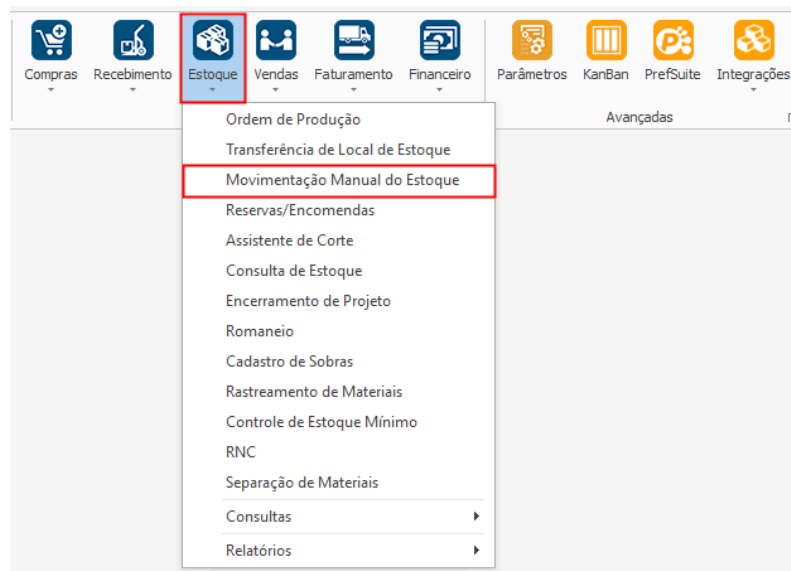 Compras Recebimento Estoque Vendas Faturamento Financeiro Parâmetros KanBan PrefSuite Integrações
Avançadas
Ordem de Produção
Transferência de Local de Estoque
Movimentação Manual do Estoque
Reservas/Encomendas
Assistente de Corte
Consulta de Estoque
Encerramento de Projeto
Romaneio
Cadastro de Sobras
Rastreamento de Materiais
Controle de Estoque Mínimo
RNC
Separação de Materiais
Consultas
Relatórios